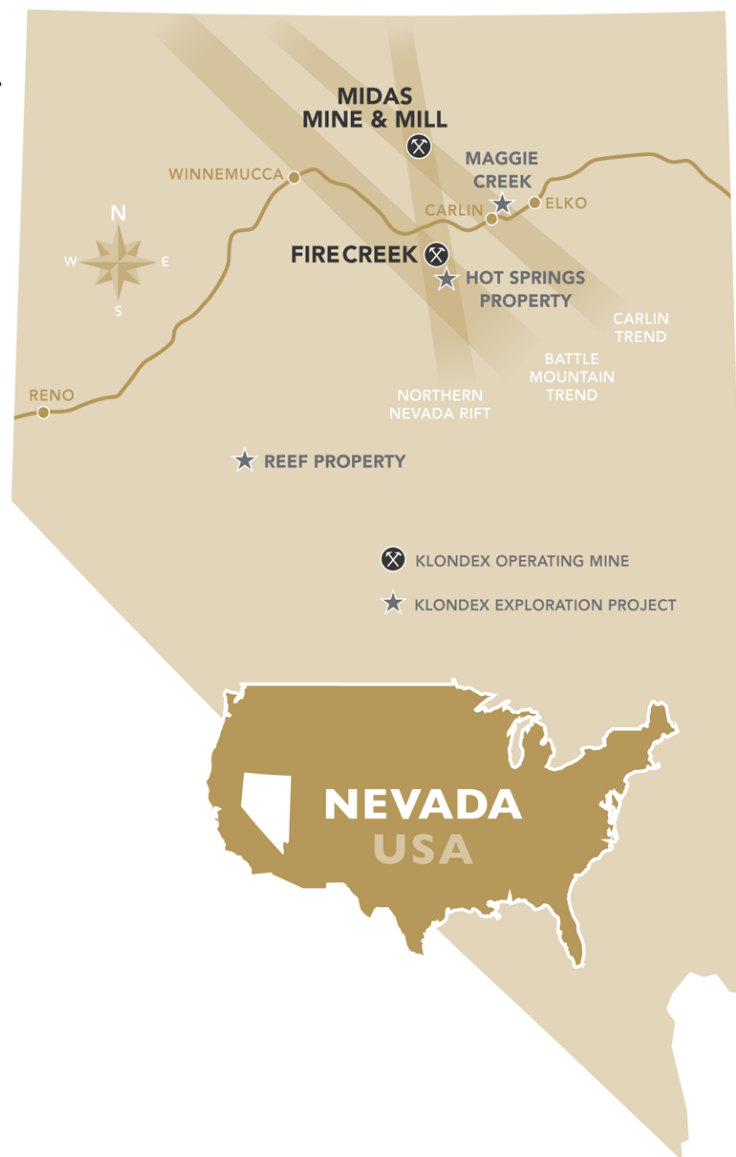 MIDAS
MINE & MILL
MAGGIE
CREEK
WINNEMUCCA
CARLIN
ELKO
N
W
E
S
FIRE CREEK
HOT SPRINGS
PROPERTY
CARLIN
TREND
BATTLE
MOUNTAIN
TREND
NORTHERN
NEVADA RIFT
RENO
REEF PROPERTY
KLONDEX OPERATING MINE
KLONDEX EXPLORATION PROJECT
NEVADA
USA